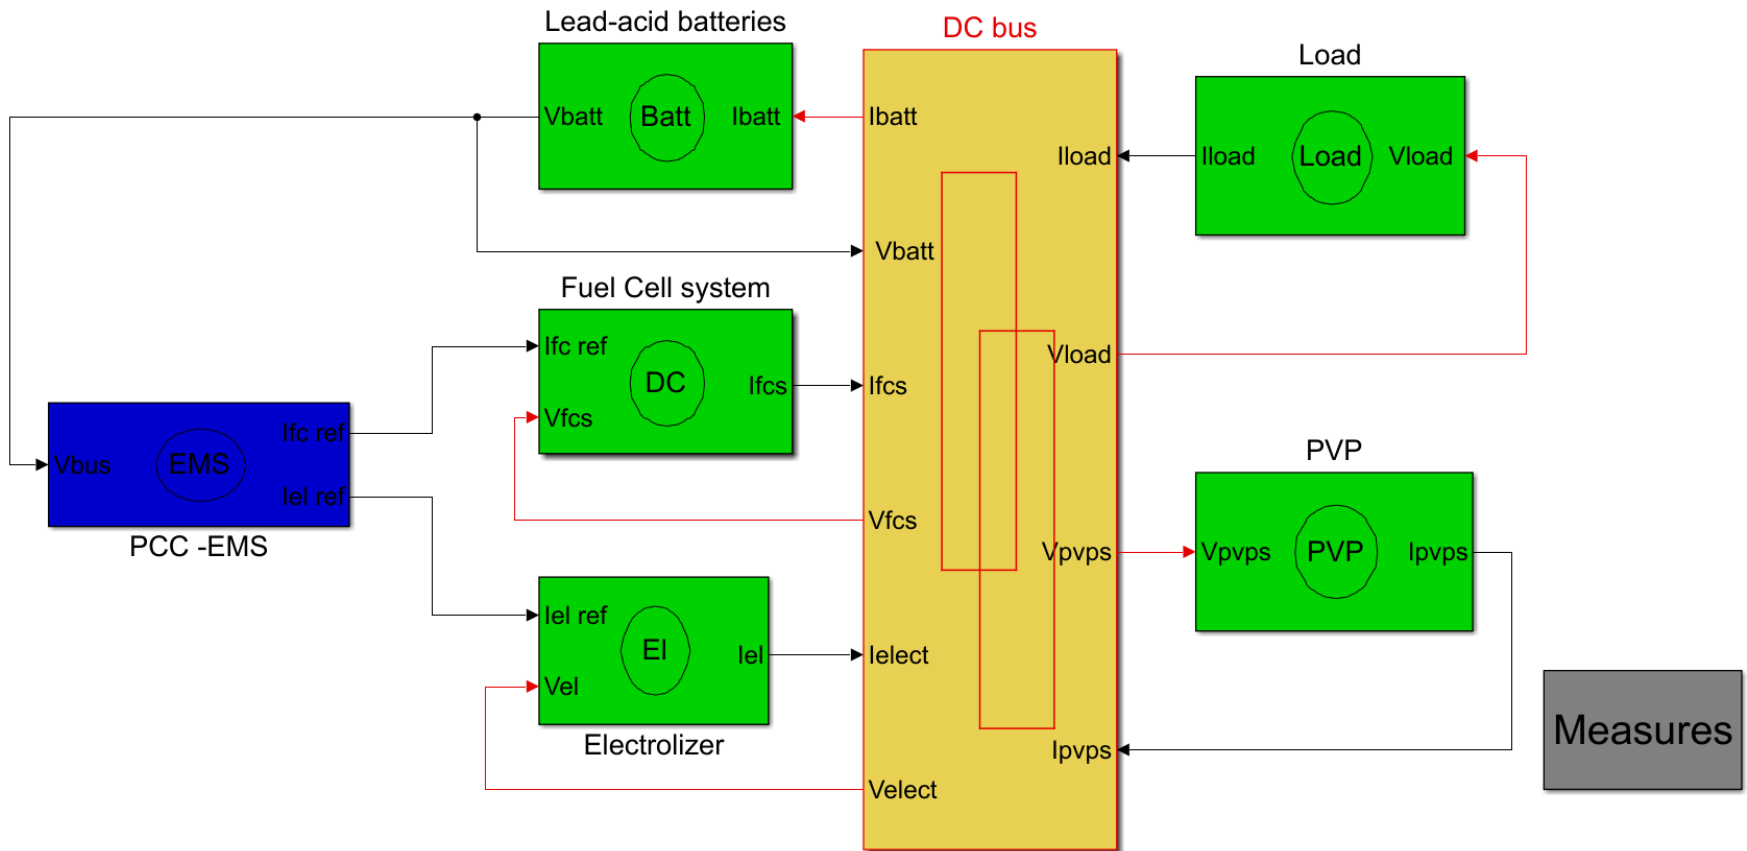 Lead-acid batteries
Vbatt
Batt
Ibatt
DC bus
Ibatt
Iload
Vbatt
Vload
Ifcs
Vfcs
Vpvps
Ielect
Ipvps
Velect
Load
Iload
Load
Vload
Fuel Cell system
Ifc ref
DC
Ifcs
Vfcs
Vbus
EMS
Ifc ref
Iel ref
PCC -EMS
PVP
Vpvps
PVP
Ipvps
Iel ref
El
Iel
Vel
Electrolizer
Measures